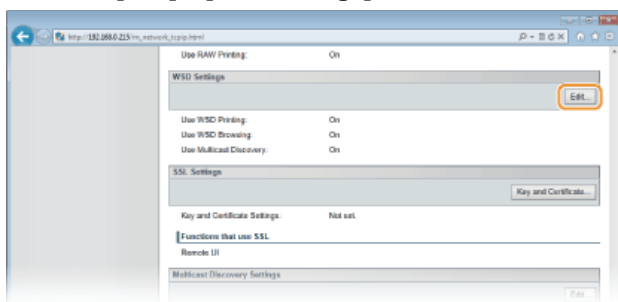 http://192.168.0.215/m_network_tcpip.html
Use RAW Printing: On
WSD Settings
Edit...
Use WSD Printing: On
Use WSD Browsing: On
Use Multicast Discovery: On
SSL Settings
Key and Certificate...
Key and Certificate Settings: Not set.
Functions that use SSL
Remote UI
Multicast Discovery Settings
Edit...